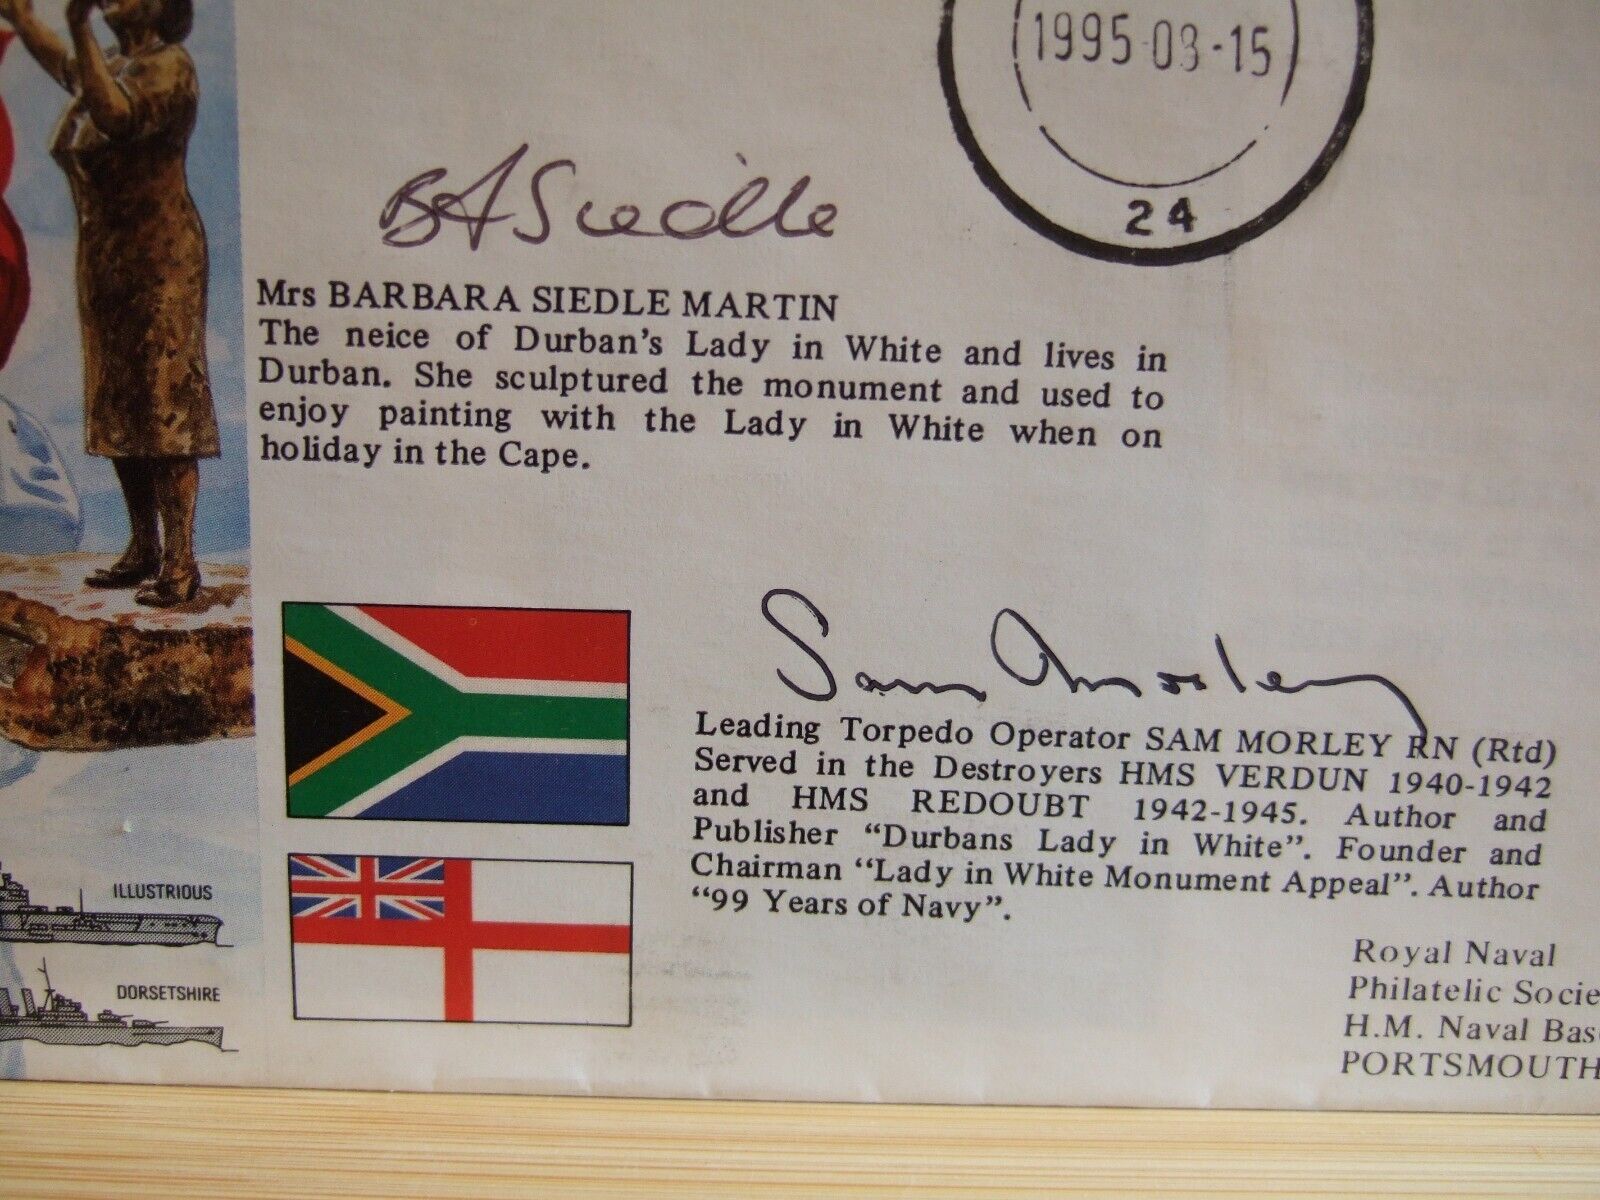 1995-03-15
24
BA Siedle
Mrs BARBARA SIEDLE MARTIN
The neice of Durban's Lady in White and lives in
Durban. She sculptured the monument and used to
enjoy painting with the Lady in White when on
holiday in the Cape.
Sam Morley
Leading Torpedo Operator SAM MORLEY RN (Rtd)
Served in the Destroyers HMS VERDUN 1940-1942
and HMS REDOUBT 1942-1945. Author and
Publisher “Durbans Lady in White”. Founder and
Chairman “Lady in White Monument Appeal”. Author
“99 Years of Navy”.
ILLUSTRIOUS
DORSETSHIRE
Royal Naval
Philatelic Socie
H.M. Naval Bas
PORTSMOUTH